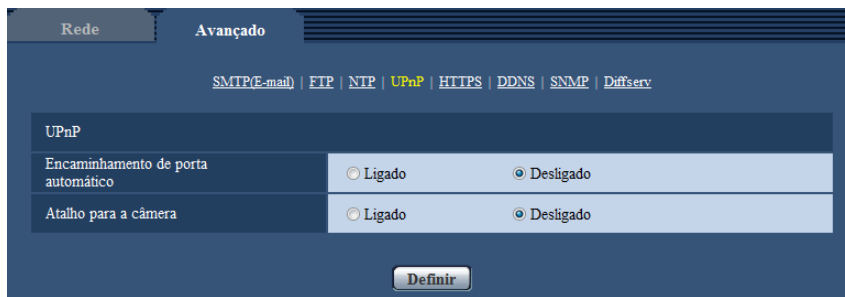 Rede Avançado
SMTP(E-mail) | FTP | NTP | UPnP | HTTPS | DDNS | SNMP | Diffserv
UPnP
Encaminhamento de porta
automático
Ligado Desligado
Atalho para a câmera
Ligado Desligado
Definir